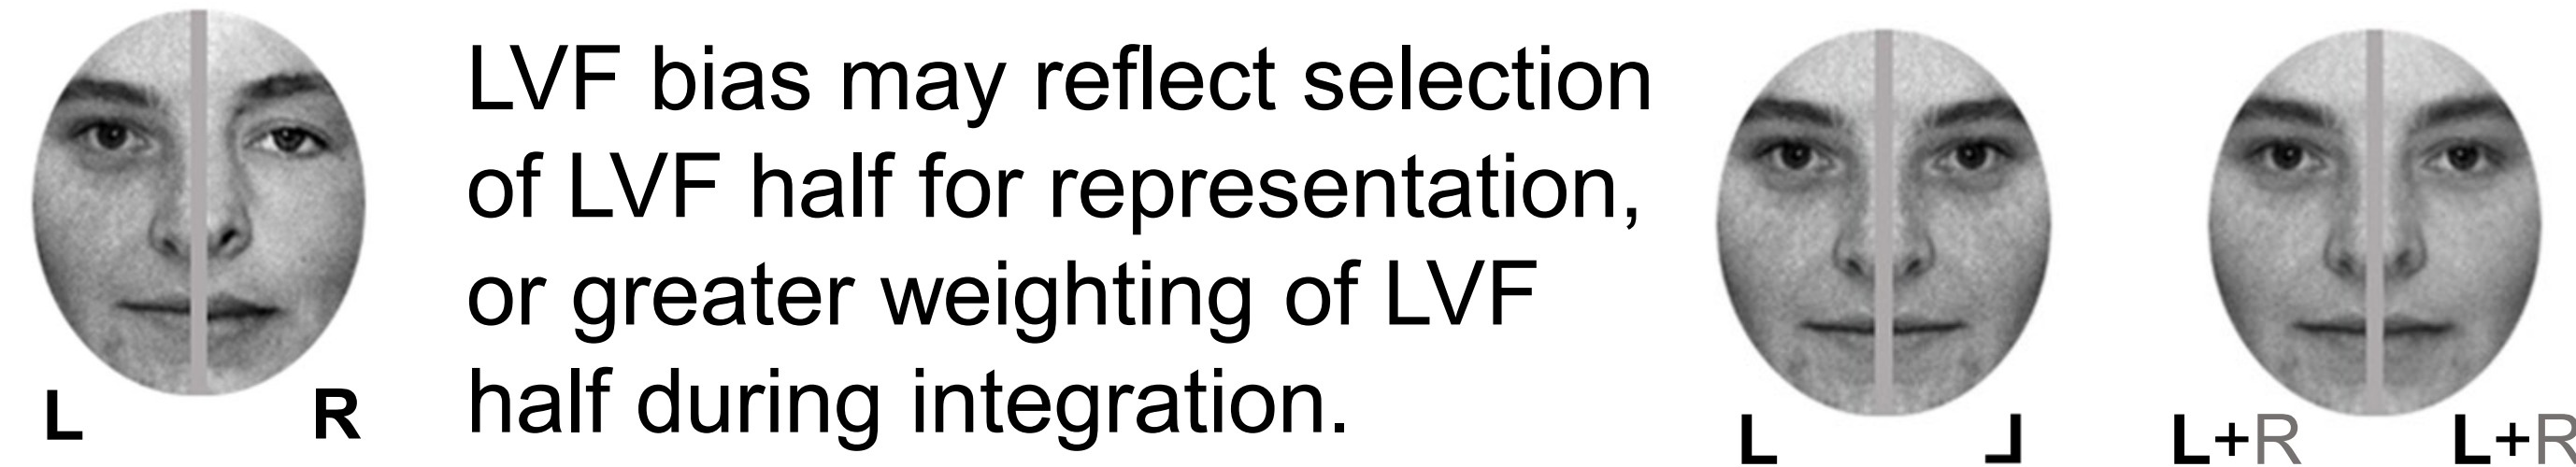 LVF bias may reflect selection
of LVF half for representation,
or greater weighting of LVF
half during integration.
L R
L L
L+R L+R